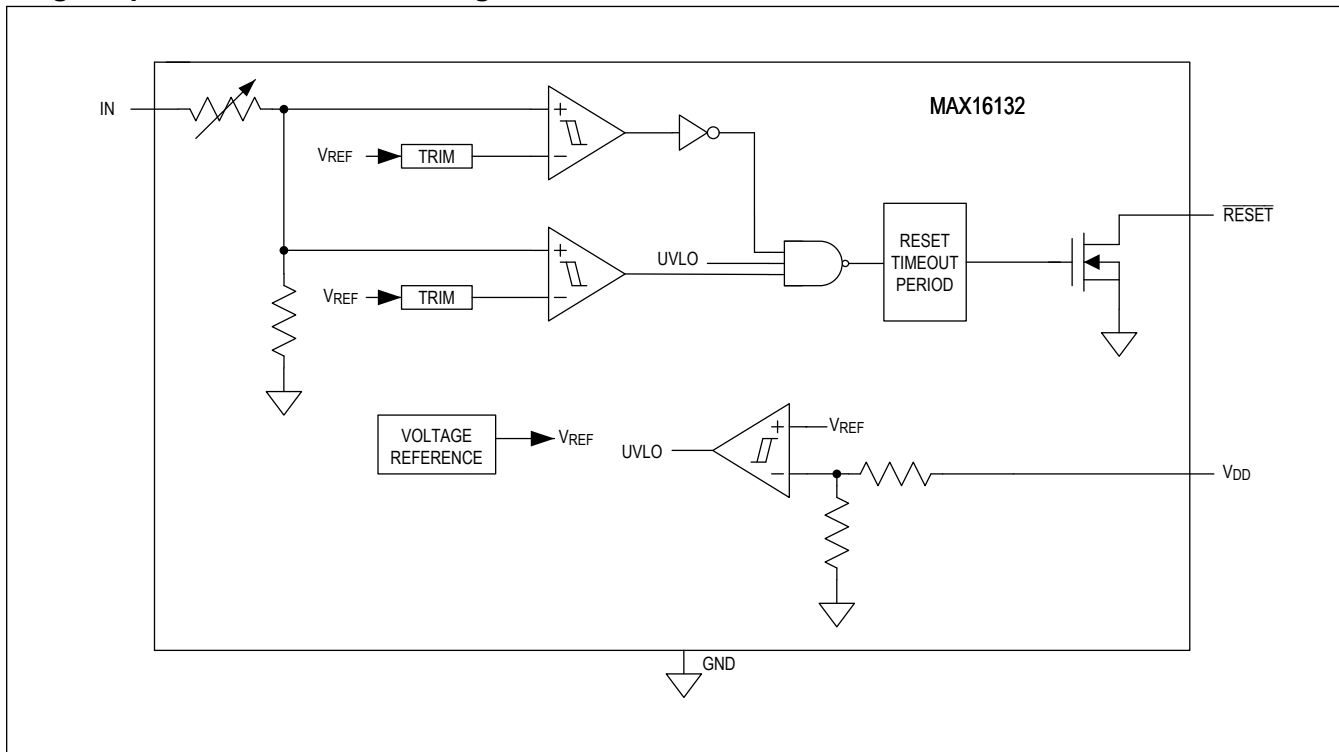 IN
MAX16132
+
VREF
TRIM
−
RESET
RESET
TIMEOUT
PERIOD
+
UVLO
VREF
TRIM
−
VOLTAGE
REFERENCE
VREF
UVLO
+
VREF
−
VDD
GND